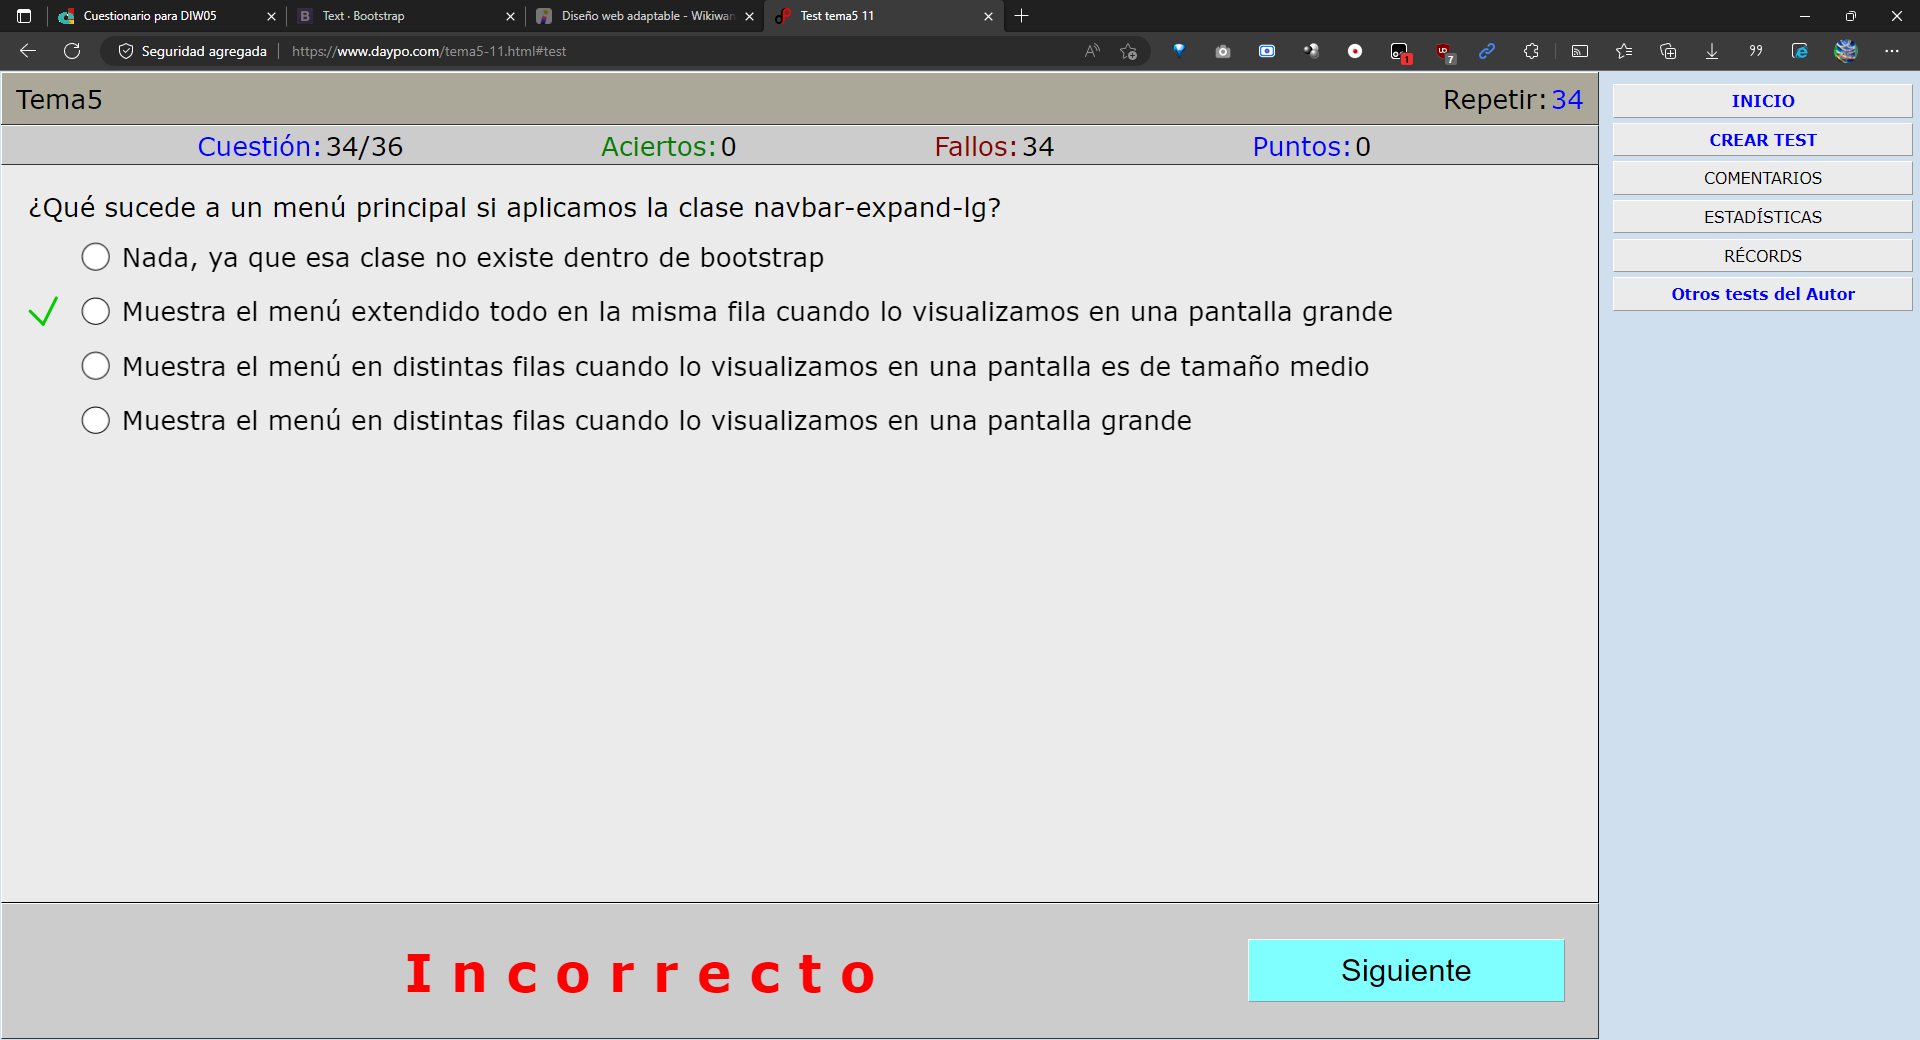 Cuestionario para DIW05
Text · Bootstrap
Diseño web adaptable - Wikiwan
Test tema5 11
Seguridad agregada
https://www.daypo.com/tema5-11.html#test
1
7
Tema5
Repetir: 34
Cuestión: 34/36
Aciertos: 0
Fallos: 34
Puntos: 0
¿Qué sucede a un menú principal si aplicamos la clase navbar-expand-lg?
Nada, ya que esa clase no existe dentro de bootstrap
Muestra el menú extendido todo en la misma fila cuando lo visualizamos en una pantalla grande
Muestra el menú en distintas filas cuando lo visualizamos en una pantalla es de tamaño medio
Muestra el menú en distintas filas cuando lo visualizamos en una pantalla grande
Incorrecto
Siguiente
INICIO
CREAR TEST
COMENTARIOS
ESTADÍSTICAS
RÉCORDS
Otros tests del Autor